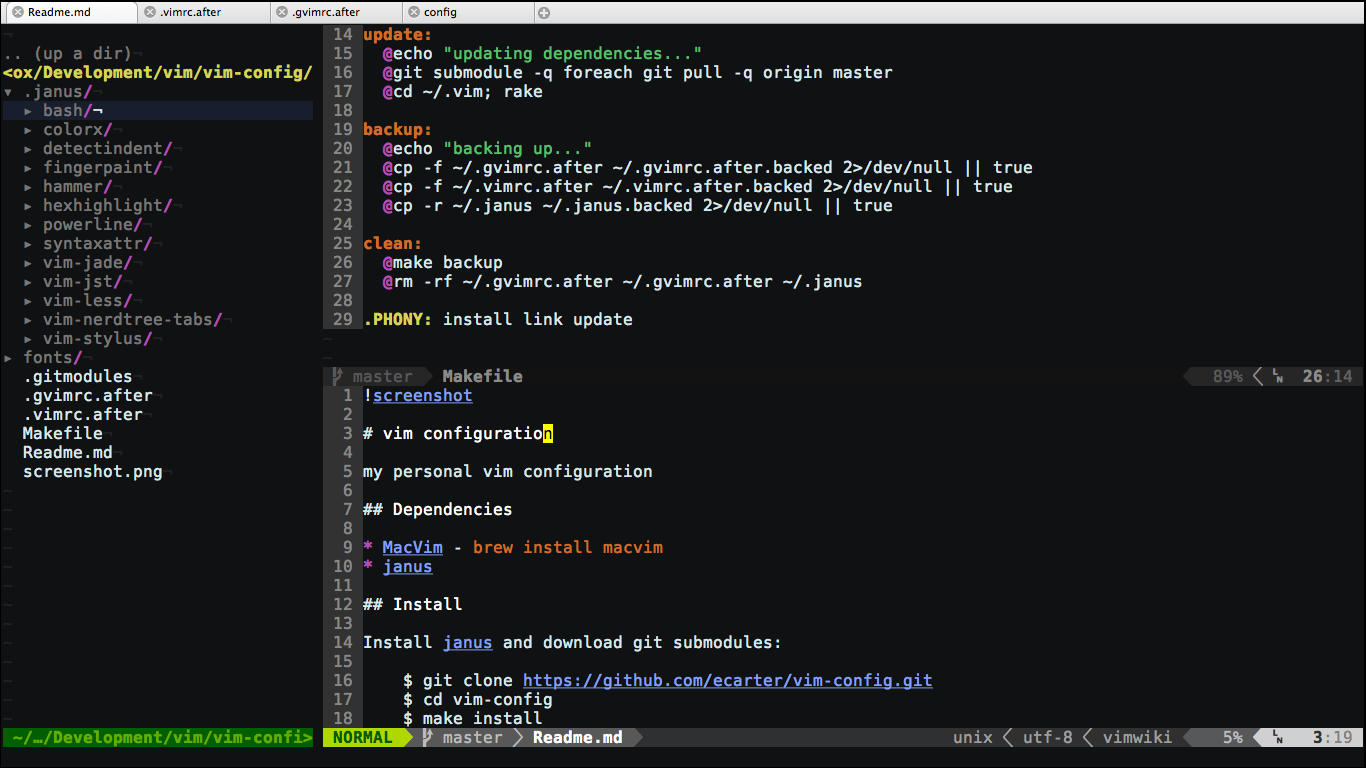 Readme.md
.vimrc.after
.gvimrc.after
config
.. (up a dir)¬
<ox/Development/vim/vim-config/
▾ .janus/¬
▸ bash/¬
▸ colorx/¬
▸ detectindent/¬
▸ fingerpaint/¬
▸ hammer/¬
▸ hexhighlight/¬
▸ powerline/¬
▸ syntaxattr/¬
▸ vim-jade/¬
▸ vim-jst/¬
▸ vim-less/¬
▸ vim-nerdtree-tabs/¬
▸ vim-stylus/¬
▸ fonts/¬
.gitmodules¬
.gvimrc.after¬
.vimrc.after¬
Makefile¬
Readme.md¬
screenshot.png¬
~/…/Development/vim/vim-confi>
14 update:
15   @echo "updating dependencies..."
16   @git submodule -q foreach git pull -q origin master
17   @cd ~/.vim; rake
18
19 backup:
20   @echo "backing up..."
21   @cp -f ~/.gvimrc.after ~/.gvimrc.after.backed 2>/dev/null || true
22   @cp -f ~/.vimrc.after ~/.vimrc.after.backed 2>/dev/null || true
23   @cp -r ~/.janus ~/.janus.backed 2>/dev/null || true
24
25 clean:
26   @make backup
27   @rm -rf ~/.gvimrc.after ~/.gvimrc.after ~/.janus
28
29 .PHONY: install link update
master Makefile 89% LN 26:14
1 !screenshot
2
3 # vim configuration
4
5 my personal vim configuration
6
7 ## Dependencies
8
9 * MacVim - brew install macvim
10 * janus
11
12 ## Install
13
14 Install janus and download git submodules:
15
16     $ git clone https://github.com/ecarter/vim-config.git
17     $ cd vim-config
18     $ make install
NORMAL master Readme.md unix utf-8 vimwiki 5% LN 3:19